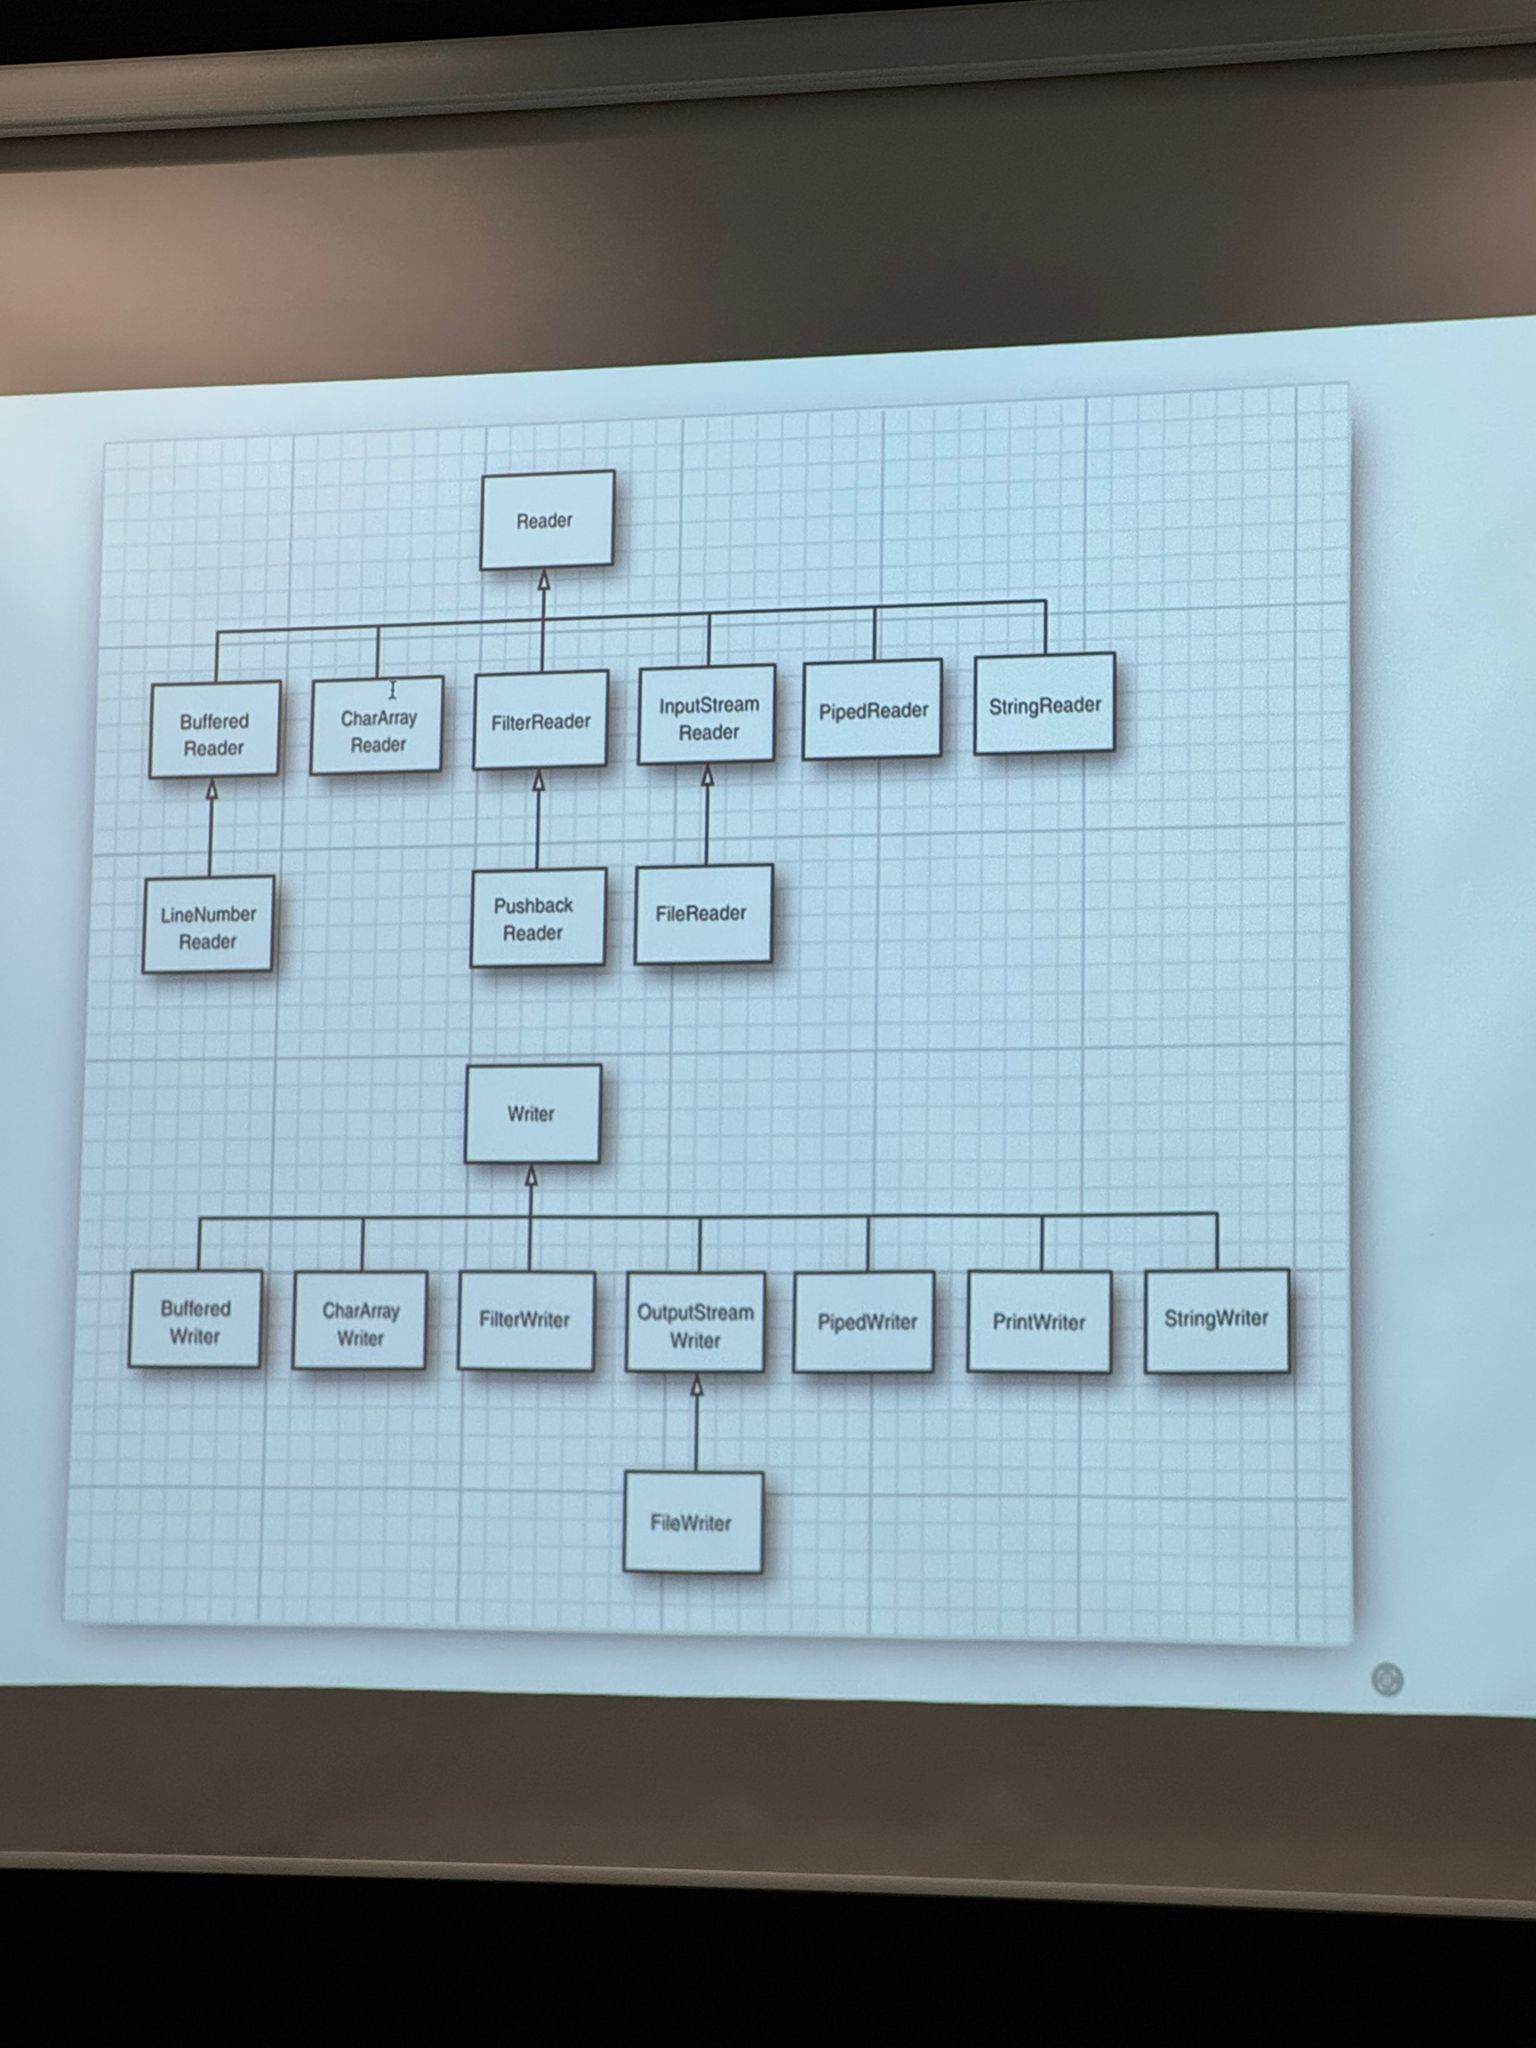 Reader
Buffered
Reader
CharArray
Reader
FilterReader
InputStream
Reader
PipedReader
StringReader
LineNumber
Reader
Pushback
Reader
FileReader
Writer
Buffered
Writer
CharArray
Writer
FilterWriter
OutputStream
Writer
PipedWriter
PrintWriter
StringWriter
FileWriter